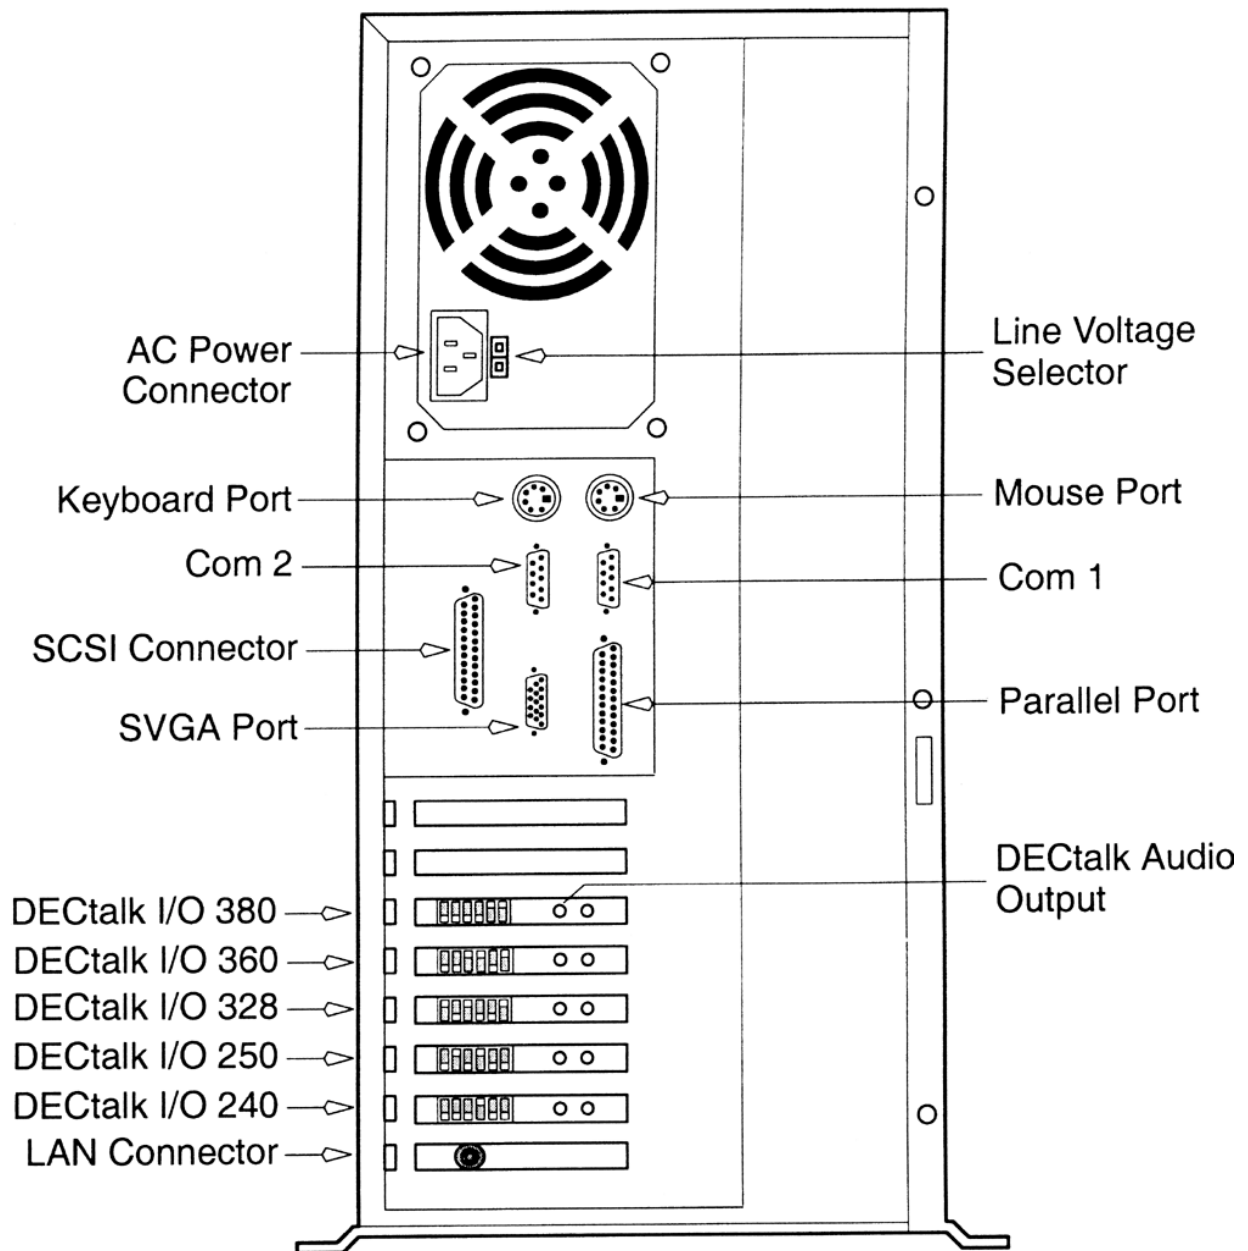 AC Power
Connector
Line Voltage
Selector
Keyboard Port
Mouse Port
Com 2
Com 1
SCSI Connector
SVGA Port
Parallel Port
DECtalk Audio
Output
DECtalk I/O 380
DECtalk I/O 360
DECtalk I/O 328
DECtalk I/O 250
DECtalk I/O 240
LAN Connector